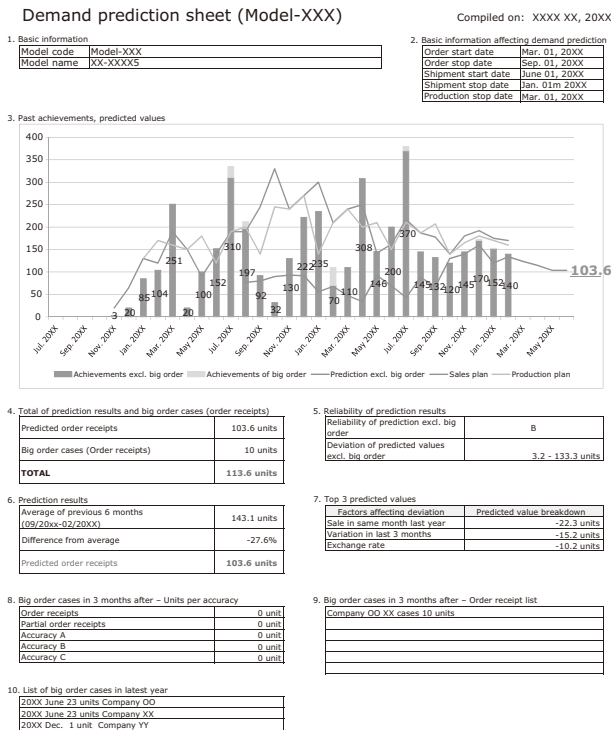 Demand prediction sheet (Model-XXX)
Compiled on: XXXX XX, 20XX
1. Basic information
Model code Model-XXX
Model name XX-XXXX5
2. Basic information affecting demand prediction
Order start date Mar. 01, 20XX
Order stop date Sep. 01, 20XX
Shipment start date June 01, 20XX
Shipment stop date Jan. 01m 20XX
Production stop date Mar. 01, 20XX
3. Past achievements, predicted values
400
350
300
250
200
150
100
50
0
3 20 85 104 251 20 100 152 310 197 92 32 130 222 235 70 110 308 146 200 370 145 132 120 145 170 152 140
103.6
Jul. 20XX Sep. 20XX Nov. 20XX Jan. 20XX Mar. 20XX May. 20XX Jul. 20XX Sep. 20XX Nov. 20XX Jan. 20XX Mar. 20XX May. 20XX Jul. 20XX Sep. 20XX Nov. 20XX Jan. 20XX Mar. 20XX May 20XX
Achievements excl. big order Achievements of big order Prediction excl. big order Sales plan Production plan
4. Total of prediction results and big order cases (order receipts)
Predicted order receipts 103.6 units
Big order cases (Order receipts) 10 units
TOTAL 113.6 units
5. Reliability of prediction results
Reliability of prediction excl. big
order B
Deviation of predicted values
excl. big order 3.2 - 133.3 units
6. Prediction results
Average of previous 6 months
(09/20xx-02/20XX) 143.1 units
Difference from average -27.6%
Predicted order receipts 103.6 units
7. Top 3 predicted values
Factors affecting deviation Predicted value breakdown
Sale in same month last year -22.3 units
Variation in last 3 months -15.2 units
Exchange rate -10.2 units
8. Big order cases in 3 months after – Units per accuracy
Order receipts 0 unit
Partial order receipts 0 unit
Accuracy A 0 unit
Accuracy B 0 unit
Accuracy C 0 unit
9. Big order cases in 3 months after – Order receipt list
Company OO XX cases 10 units
10. List of big order cases in latest year
20XX June 23 units Company OO
20XX June 23 units Company XX
20XX Dec. 1 unit Company YY